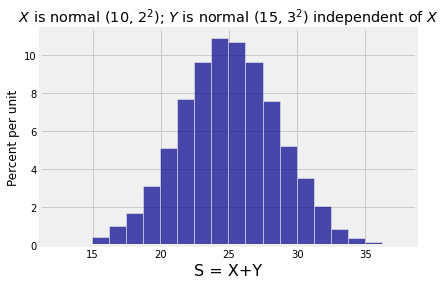 X is normal (10, 2²); Y is normal (15, 3²) independent of X
Percent per unit
10
8
6
4
2
0
15 20 25 30 35
S = X+Y